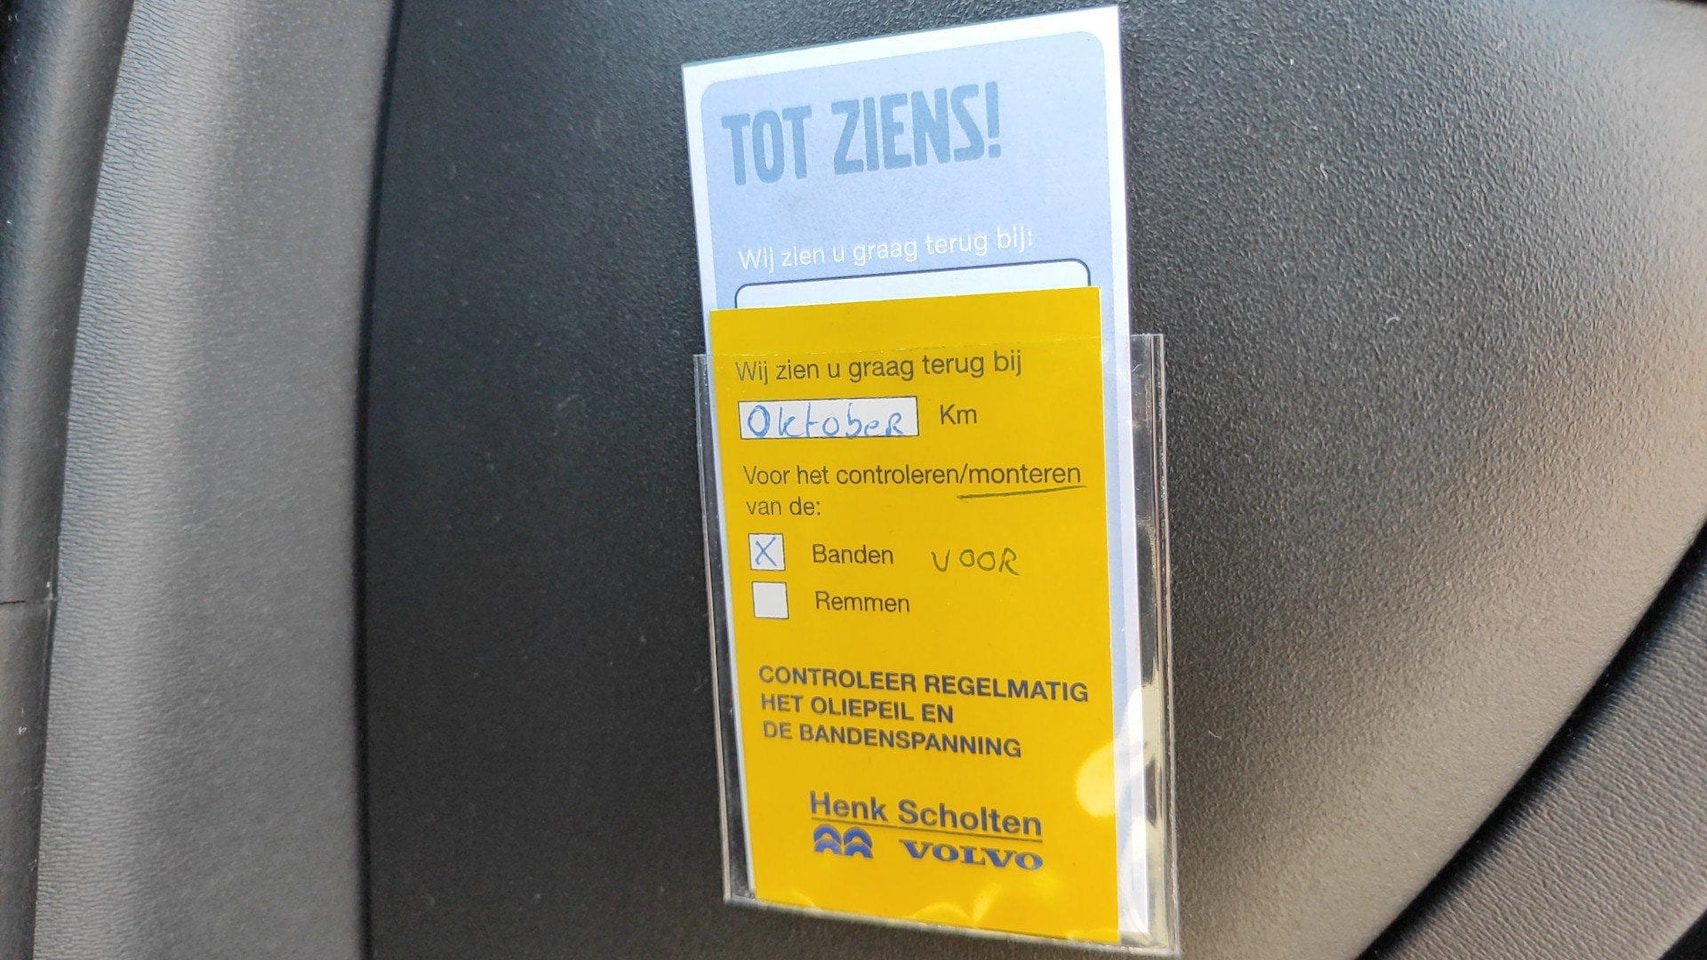 TOT ZIENS!
Wij zien u graag terug bij:
Wij zien u graag terug bij
Oktober Km
Voor het controleren/monteren
van de:
X Banden VOOR
Remmen
CONTROLEER REGELMATIG
HET OLIEPEIL EN
DE BANDENSPANNING
Henk Scholten
VOLVO